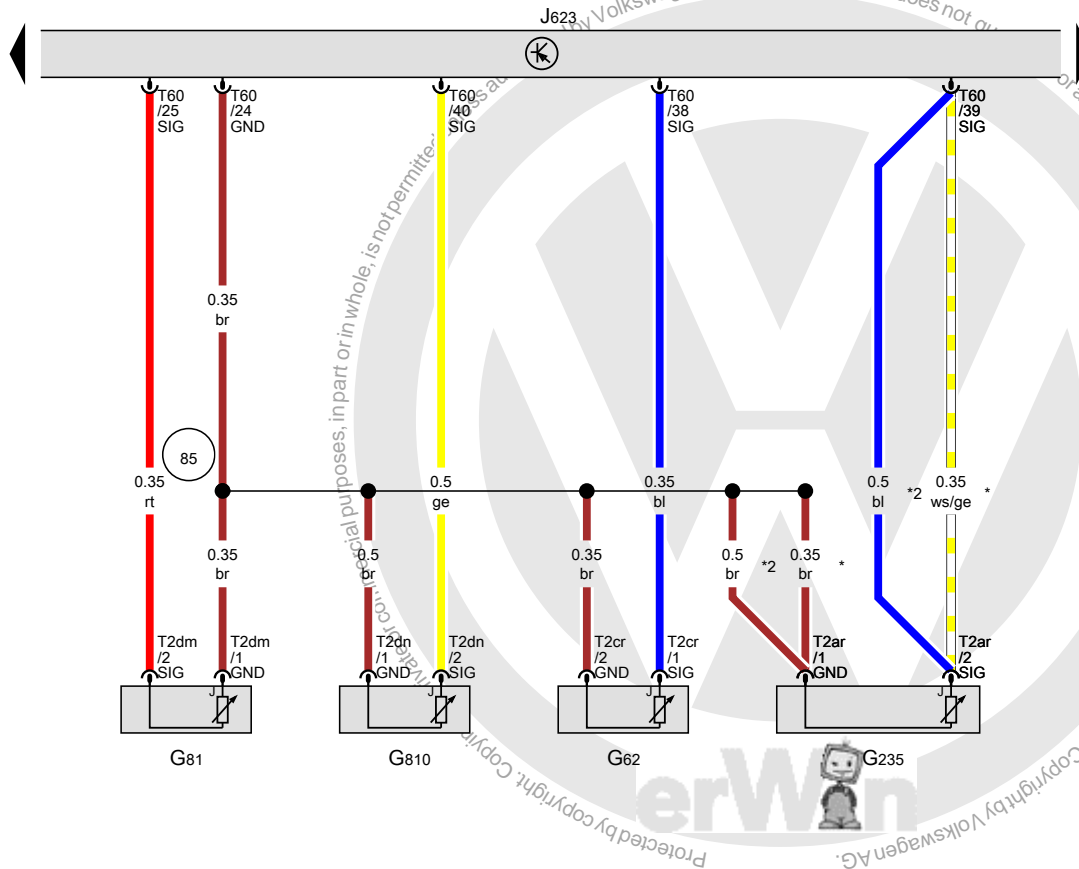 J623
T60
/25
SIG
T60
/24
GND
T60
/40
SIG
T60
/38
SIG
T60
/39
SIG
0.35
br
85
0.35
rt
0.5
ge
0.35
bl
0.5
bl
*2
0.35
ws/ge
*
0.35
br
0.5
br
0.35
br
0.5
br
*2
0.35
br
*
T2dm
/2
SIG
T2dm
/1
GND
T2dn
/1
GND
T2dn
/2
SIG
T2cr
/2
GND
T2cr
/1
SIG
T2ar
/1
GND
T2ar
/2
SIG
J
J
J
J
G81
G810
G62
G235
erWin
Protected by copyright. Copying for private or commercial purposes, in part or in whole, is not permitted
by Volkswagen
does not
Copyright by Volkswagen AG.